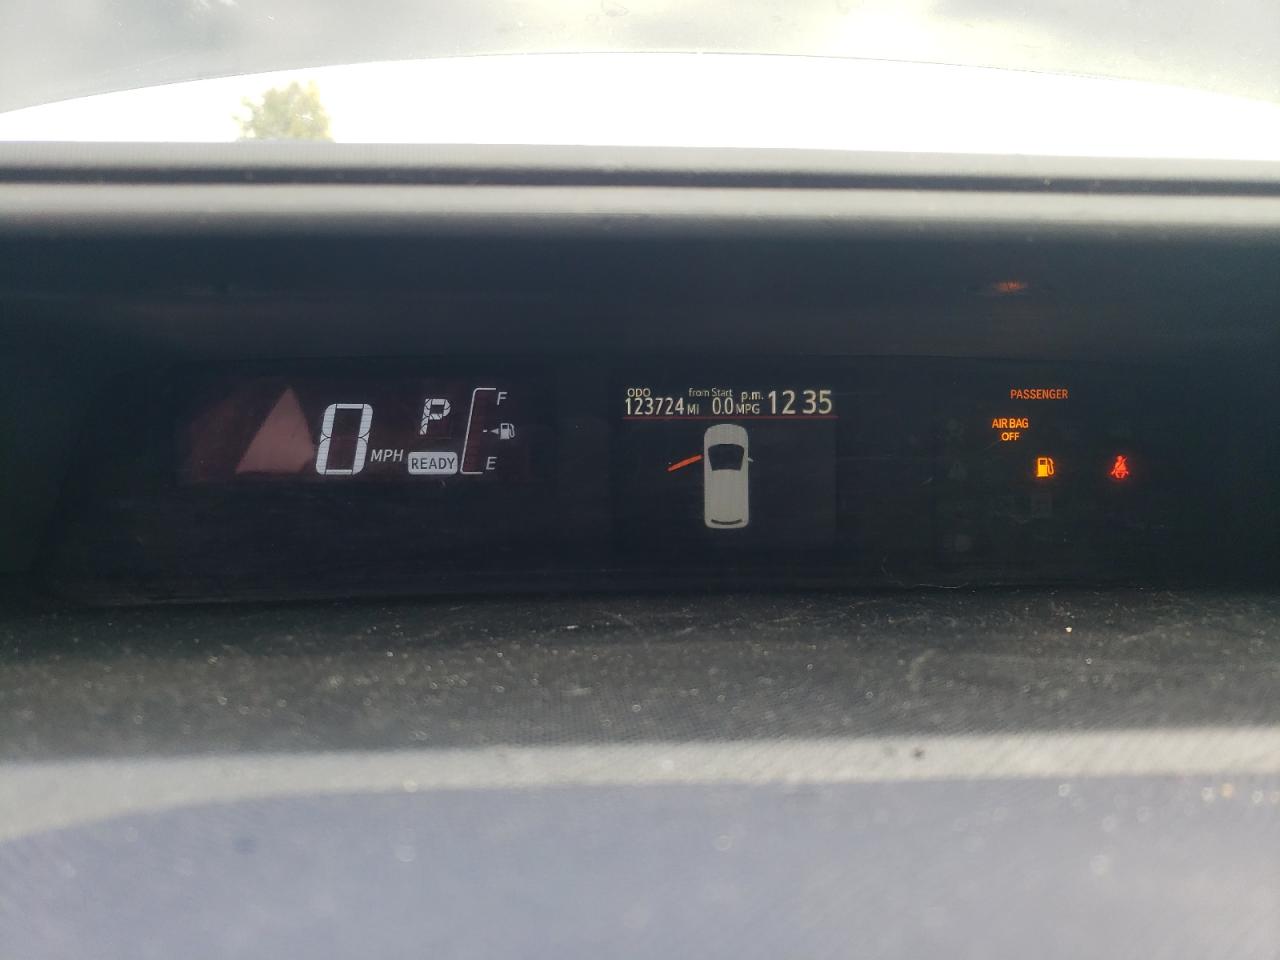 0 MPH
P
READY
F
E
ODO
123724 MI
from Start
0.0 MPG
p.m. 12 35
PASSENGER
AIR BAG
OFF